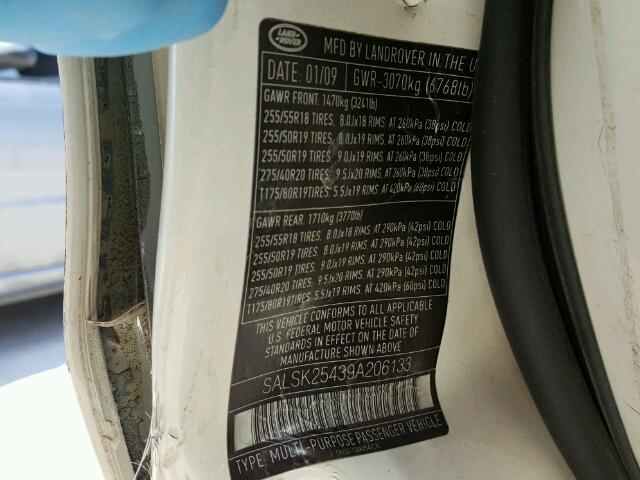 LAND ROVER
MFD BY LANDROVER IN THE U
DATE: 01/09 GWR-3070kg (6768lb)
GAWR FRONT: 1470kg (3241lb)
255/55R18 TIRES. 8.0Jx18 RIMS. AT 260kPa (38psi) COLD
255/50R19 TIRES. 8.0Jx19 RIMS. AT 260kPa (38psi) COLD
255/50R19 TIRES. 9.0Jx19 RIMS. AT 260kPa (38psi) COLD
275/40R20 TIRES. 9.5Jx20 RIMS. AT 260kPa (38psi) COLD
T175/80R19TIRES. 5.5Jx19 RIMS. AT 420kPa (60psi) COLD
GAWR REAR: 1710kg (3770lb)
255/55R18 TIRES. 8.0Jx18 RIMS. AT 290kPa (42psi) COLD
255/50R19 TIRES. 8.0Jx19 RIMS. AT 290kPa (42psi) COLD
255/50R19 TIRES. 9.0Jx19 RIMS. AT 290kPa (42psi) COLD
275/40R20 TIRES. 9.5Jx20 RIMS. AT 290kPa (42psi) COLD
T175/80R19TIRES. 5.5Jx19 RIMS. AT 420kPa (60psi) COLD
THIS VEHICLE CONFORMS TO ALL APPLICABLE
U.S. FEDERAL MOTOR VEHICLE SAFETY
STANDARDS IN EFFECT ON THE DATE OF
MANUFACTURE SHOWN ABOVE
SALSK25439A206133
TYPE: MULTI-PURPOSE PASSENGER VEHICLE